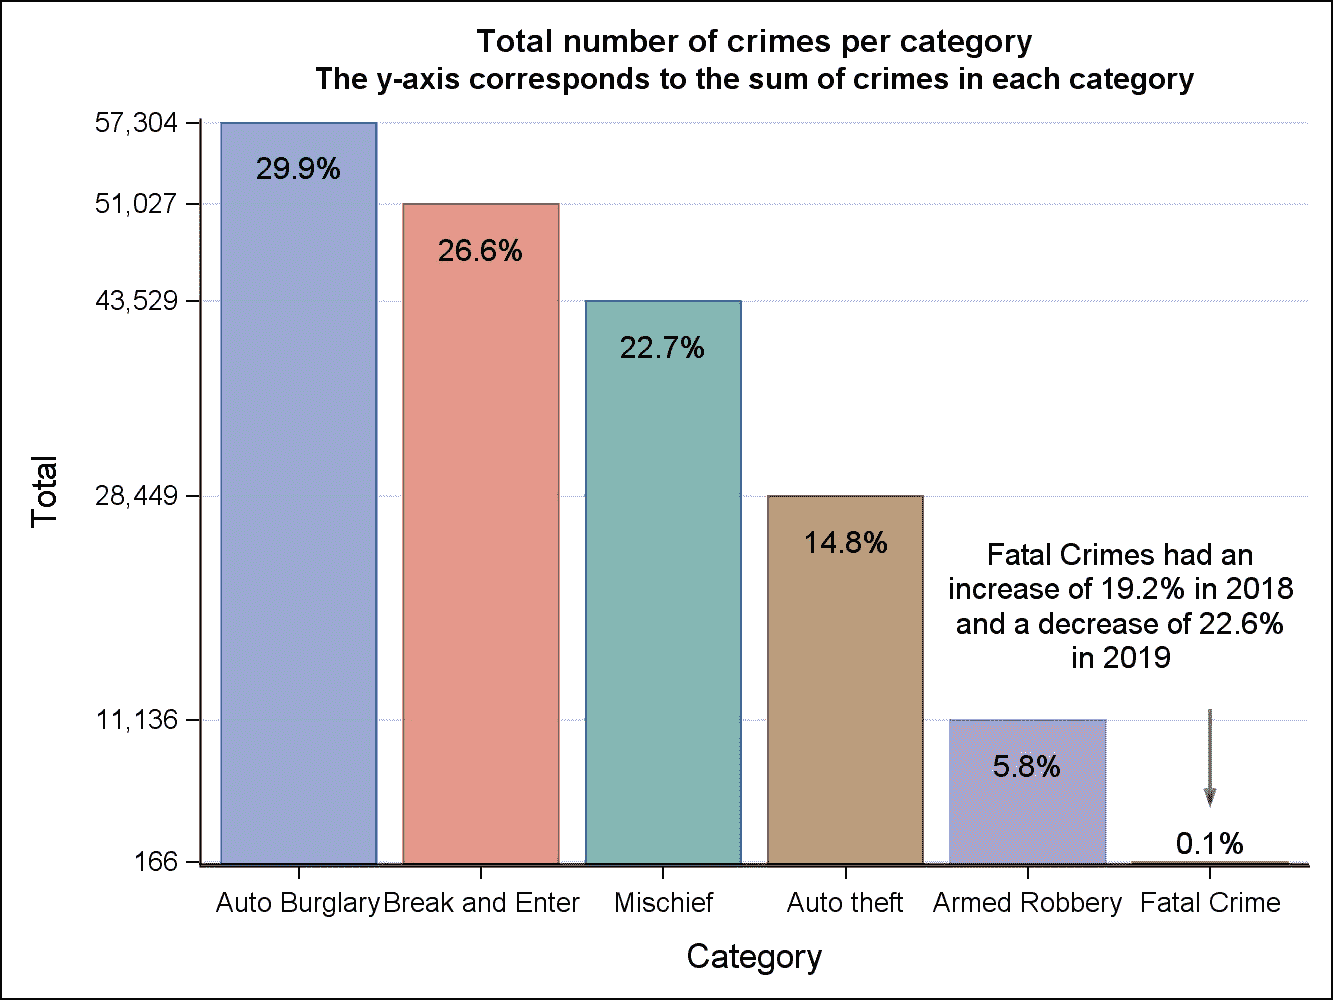 Total number of crimes per category
The y-axis corresponds to the sum of crimes in each category
57,304
51,027
43,529
28,449
11,136
166
Total
29.9%
26.6%
22.7%
14.8%
5.8%
0.1%
Fatal Crimes had an
increase of 19.2% in 2018
and a decrease of 22.6%
in 2019
Auto Burglary
Break and Enter
Mischief
Auto theft
Armed Robbery
Fatal Crime
Category